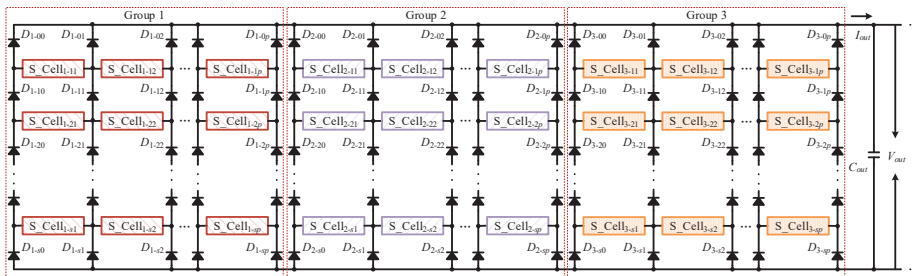 Group 1 Group 2 Group 3
D1-00 D1-01 D1-02 D1-0p D2-00 D2-01 D2-02 D2-0p D3-00 D3-01 D3-02 D3-0p Iout
S_Cell1-11 S_Cell1-12 ... S_Cell1-1p S_Cell2-11 S_Cell2-12 ... S_Cell2-1p S_Cell3-11 S_Cell3-12 ... S_Cell3-1p
D1-10 D1-11 D1-12 D1-1p D2-10 D2-11 D2-12 D2-1p D3-10 D3-11 D3-12 D3-1p
S_Cell1-21 S_Cell1-22 ... S_Cell1-2p S_Cell2-21 S_Cell2-22 ... S_Cell2-2p S_Cell3-21 S_Cell3-22 ... S_Cell3-2p
D1-20 D1-21 D1-22 D1-2p D2-20 D2-21 D2-22 D2-2p D3-20 D3-21 D3-22 D3-2p
Cout Vout
S_Cell1-s1 S_Cell1-s2 ... S_Cell1-sp S_Cell2-s1 S_Cell2-s2 ... S_Cell2-sp S_Cell3-s1 S_Cell3-s2 ... S_Cell3-sp
D1-s0 D1-s1 D1-s2 D1-sp D2-s0 D2-s1 D2-s2 D2-sp D3-s0 D3-s1 D3-s2 D3-sp